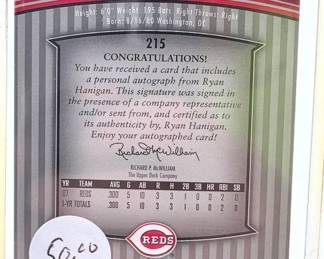 Height: 6'0" Weight: 195 Bats: Right Throws: Right
Born: 8/16/80 Washington, DC
215
CONGRATULATIONS!
You have received a card that includes
a personal autograph from Ryan
Hanigan. This signature was signed in
the presence of a company representative
and/or sent from, and certified as to
its authenticity by, Ryan Hanigan.
Enjoy your autographed card!
Richard P. McWilliam
RICHARD P. McWILLIAM
The Upper Deck Company
YR TEAM AVG G AB R H 2B 3B HR RBI SB
07 REDS .300 5 10 3 3 1 0 0 2 0
1-YR TOTALS .300 5 10 3 3 1 0 0 2 0
REDS